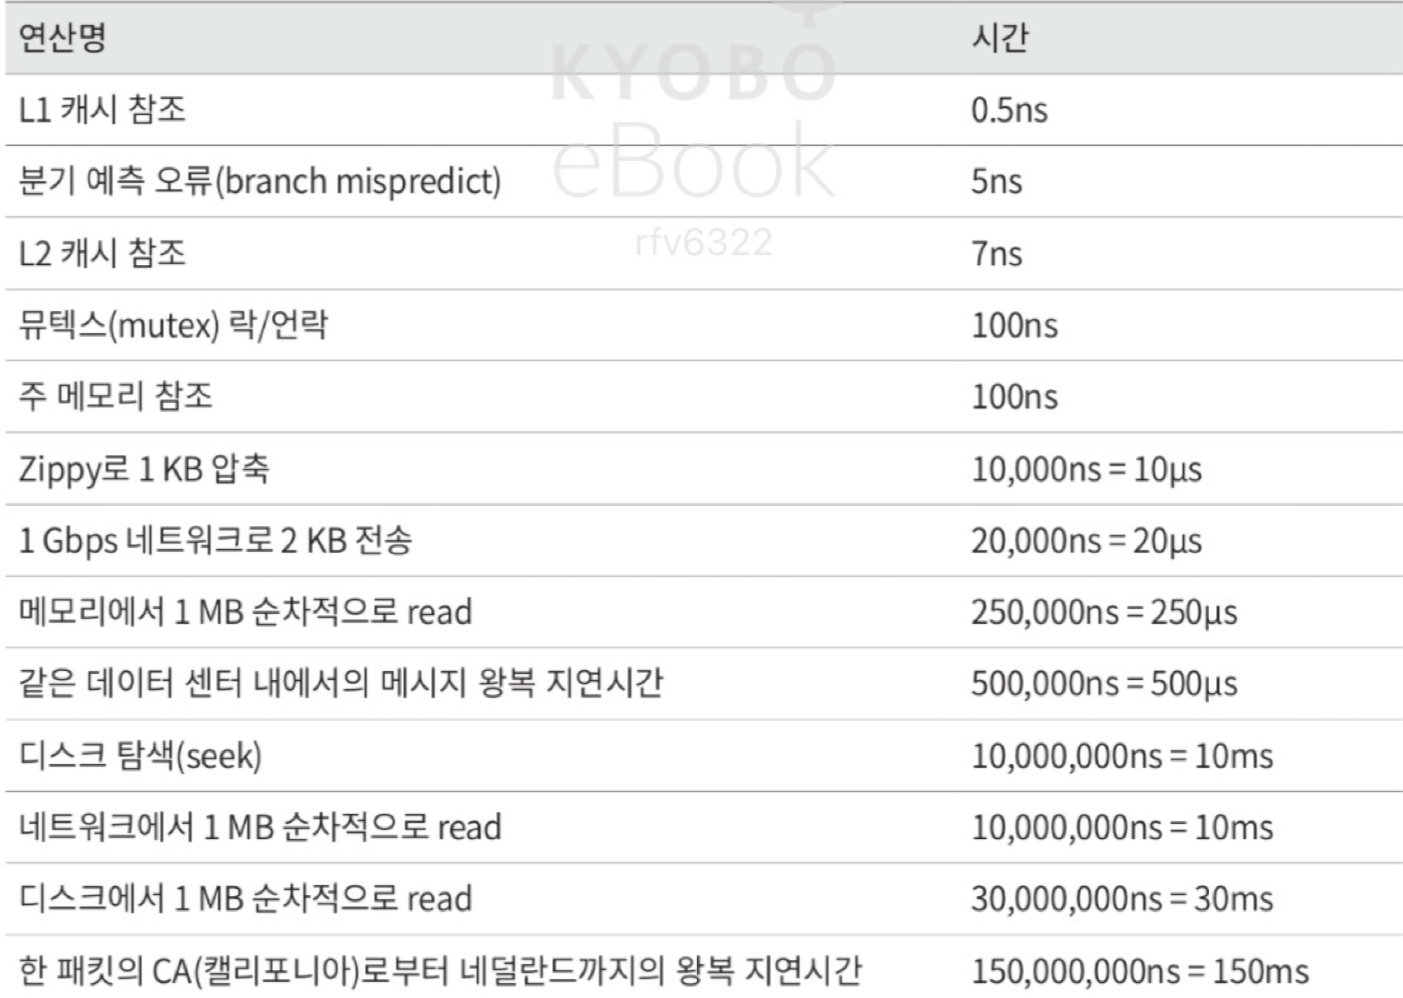 연산명 시간
KYOBO
eBook
rfv6322
L1 캐시 참조 0.5ns
분기 예측 오류(branch mispredict) 5ns
L2 캐시 참조 7ns
뮤텍스(mutex) 락/언락 100ns
주 메모리 참조 100ns
Zippy로 1 KB 압축 10,000ns = 10μs
1 Gbps 네트워크로 2 KB 전송 20,000ns = 20μs
메모리에서 1 MB 순차적으로 read 250,000ns = 250μs
같은 데이터 센터 내에서의 메시지 왕복 지연시간 500,000ns = 500μs
디스크 탐색(seek) 10,000,000ns = 10ms
네트워크에서 1 MB 순차적으로 read 10,000,000ns = 10ms
디스크에서 1 MB 순차적으로 read 30,000,000ns = 30ms
한 패킷의 CA(캘리포니아)로부터 네덜란드까지의 왕복 지연시간 150,000,000ns = 150ms